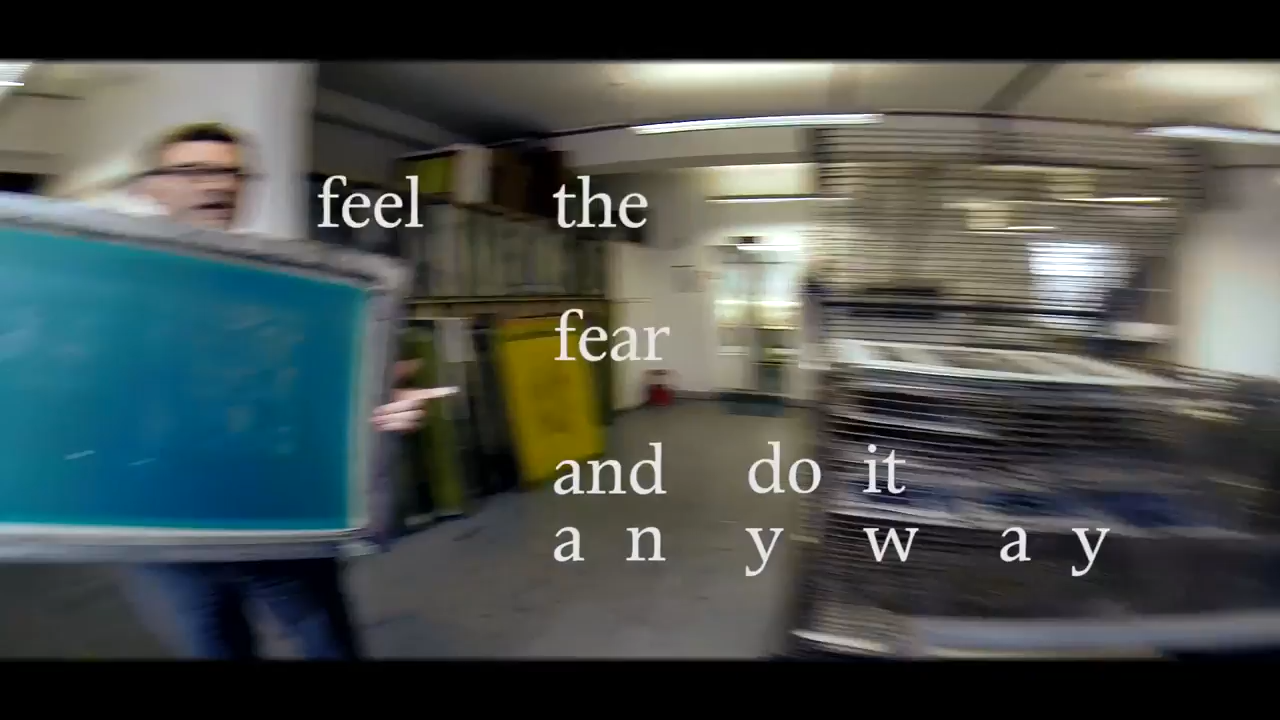 feel the
fear
and do it
a n y w a y